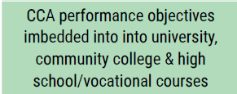 CCA performance objectives
imbedded into into university,
community college & high
school/vocational courses